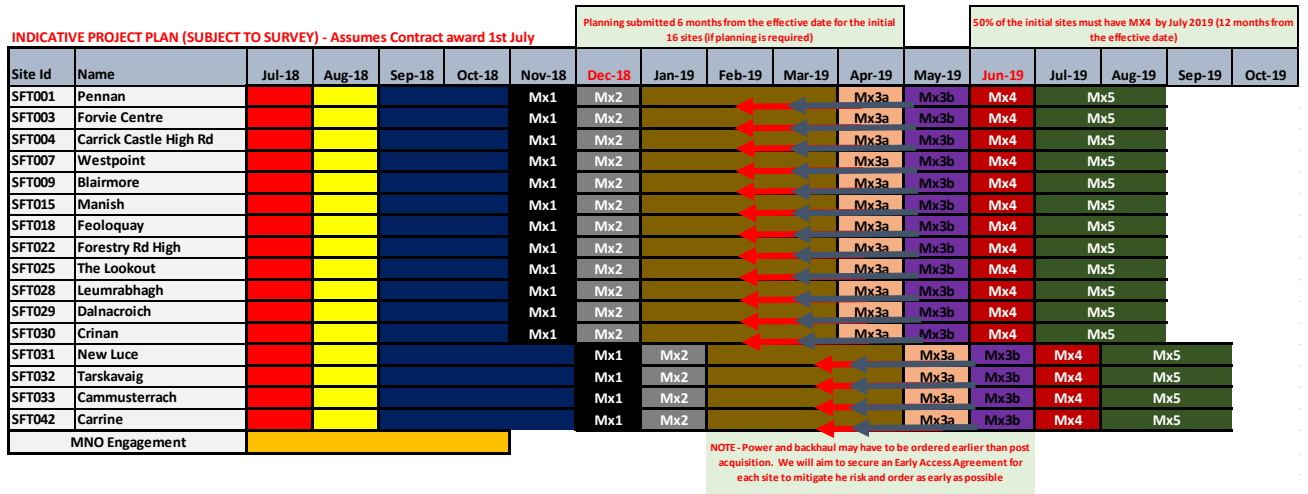 Planning submitted 6 months from the effective date for the initial
16 sites (if planning is required)
50% of the initial sites must have MX4 by July 2019 (12 months from
the effective date)
INDICATIVE PROJECT PLAN (SUBJECT TO SURVEY) - Assumes Contract award 1st July
Site Id Name Jul-18 Aug-18 Sep-18 Oct-18 Nov-18 Dec-18 Jan-19 Feb-19 Mar-19 Apr-19 May-19 Jun-19 Jul-19 Aug-19 Sep-19 Oct-19
SFT001 Pennan Mx1 Mx2 Mx3a Mx3b Mx4 Mx5
SFT003 Forvie Centre Mx1 Mx2 Mx3a Mx3b Mx4 Mx5
SFT004 Carrick Castle High Rd Mx1 Mx2 Mx3a Mx3b Mx4 Mx5
SFT007 Westpoint Mx1 Mx2 Mx3a Mx3b Mx4 Mx5
SFT009 Blairmore Mx1 Mx2 Mx3a Mx3b Mx4 Mx5
SFT015 Manish Mx1 Mx2 Mx3a Mx3b Mx4 Mx5
SFT018 Feoloquay Mx1 Mx2 Mx3a Mx3b Mx4 Mx5
SFT022 Forestry Rd High Mx1 Mx2 Mx3a Mx3b Mx4 Mx5
SFT025 The Lookout Mx1 Mx2 Mx3a Mx3b Mx4 Mx5
SFT028 Leumrabhagh Mx1 Mx2 Mx3a Mx3b Mx4 Mx5
SFT029 Dalnacroich Mx1 Mx2 Mx3a Mx3b Mx4 Mx5
SFT030 Crinan Mx1 Mx2 Mx3a Mx3b Mx4 Mx5
SFT031 New Luce Mx1 Mx2 Mx3a Mx3b Mx4 Mx5
SFT032 Tarskavaig Mx1 Mx2 Mx3a Mx3b Mx4 Mx5
SFT033 Cammusterrach Mx1 Mx2 Mx3a Mx3b Mx4 Mx5
SFT042 Carrine Mx1 Mx2 Mx3a Mx3b Mx4 Mx5
MNO Engagement
NOTE - Power and backhaul may have to be ordered earlier than post
acquisition. We will aim to secure an Early Access Agreement for
each site to mitigate he risk and order as early as possible